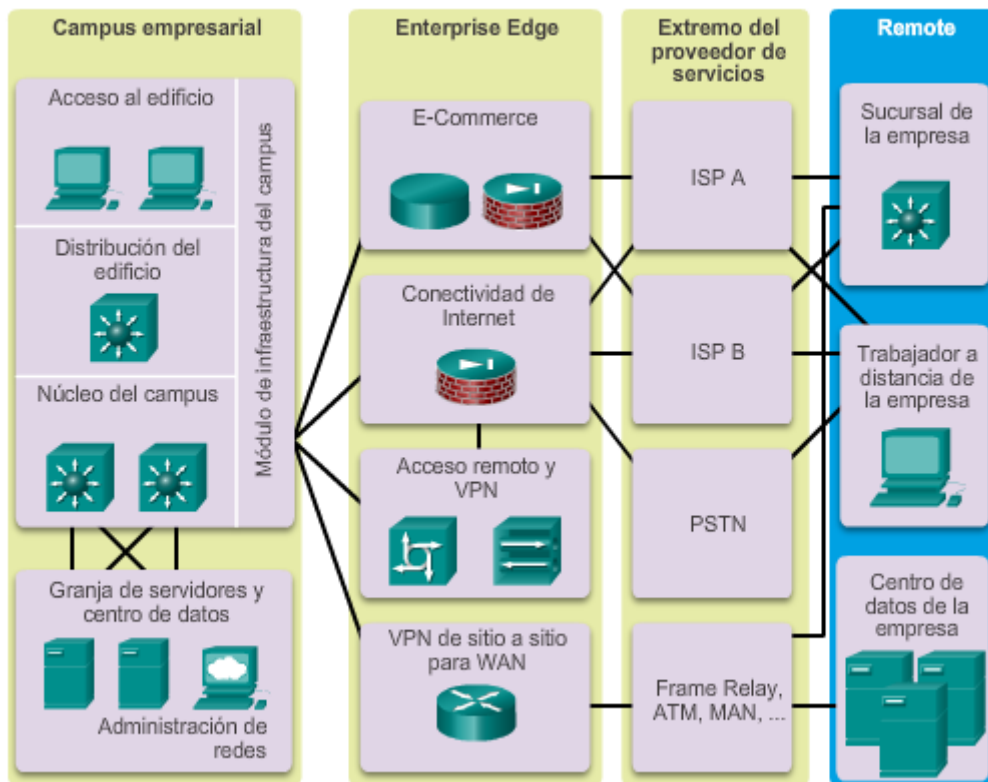 Campus empresarial
Acceso al edificio
Distribución del
edificio
Núcleo del campus
Módulo de infraestructura del campus
Granja de servidores y
centro de datos
Administración de
redes
Enterprise Edge
E-Commerce
Conectividad de
Internet
Acceso remoto y
VPN
VPN de sitio a sitio
para WAN
Extremo del
proveedor de
servicios
ISP A
ISP B
PSTN
Frame Relay,
ATM, MAN, ...
Remote
Sucursal de
la empresa
Trabajador a
distancia de
la empresa
Centro de
datos de la
empresa